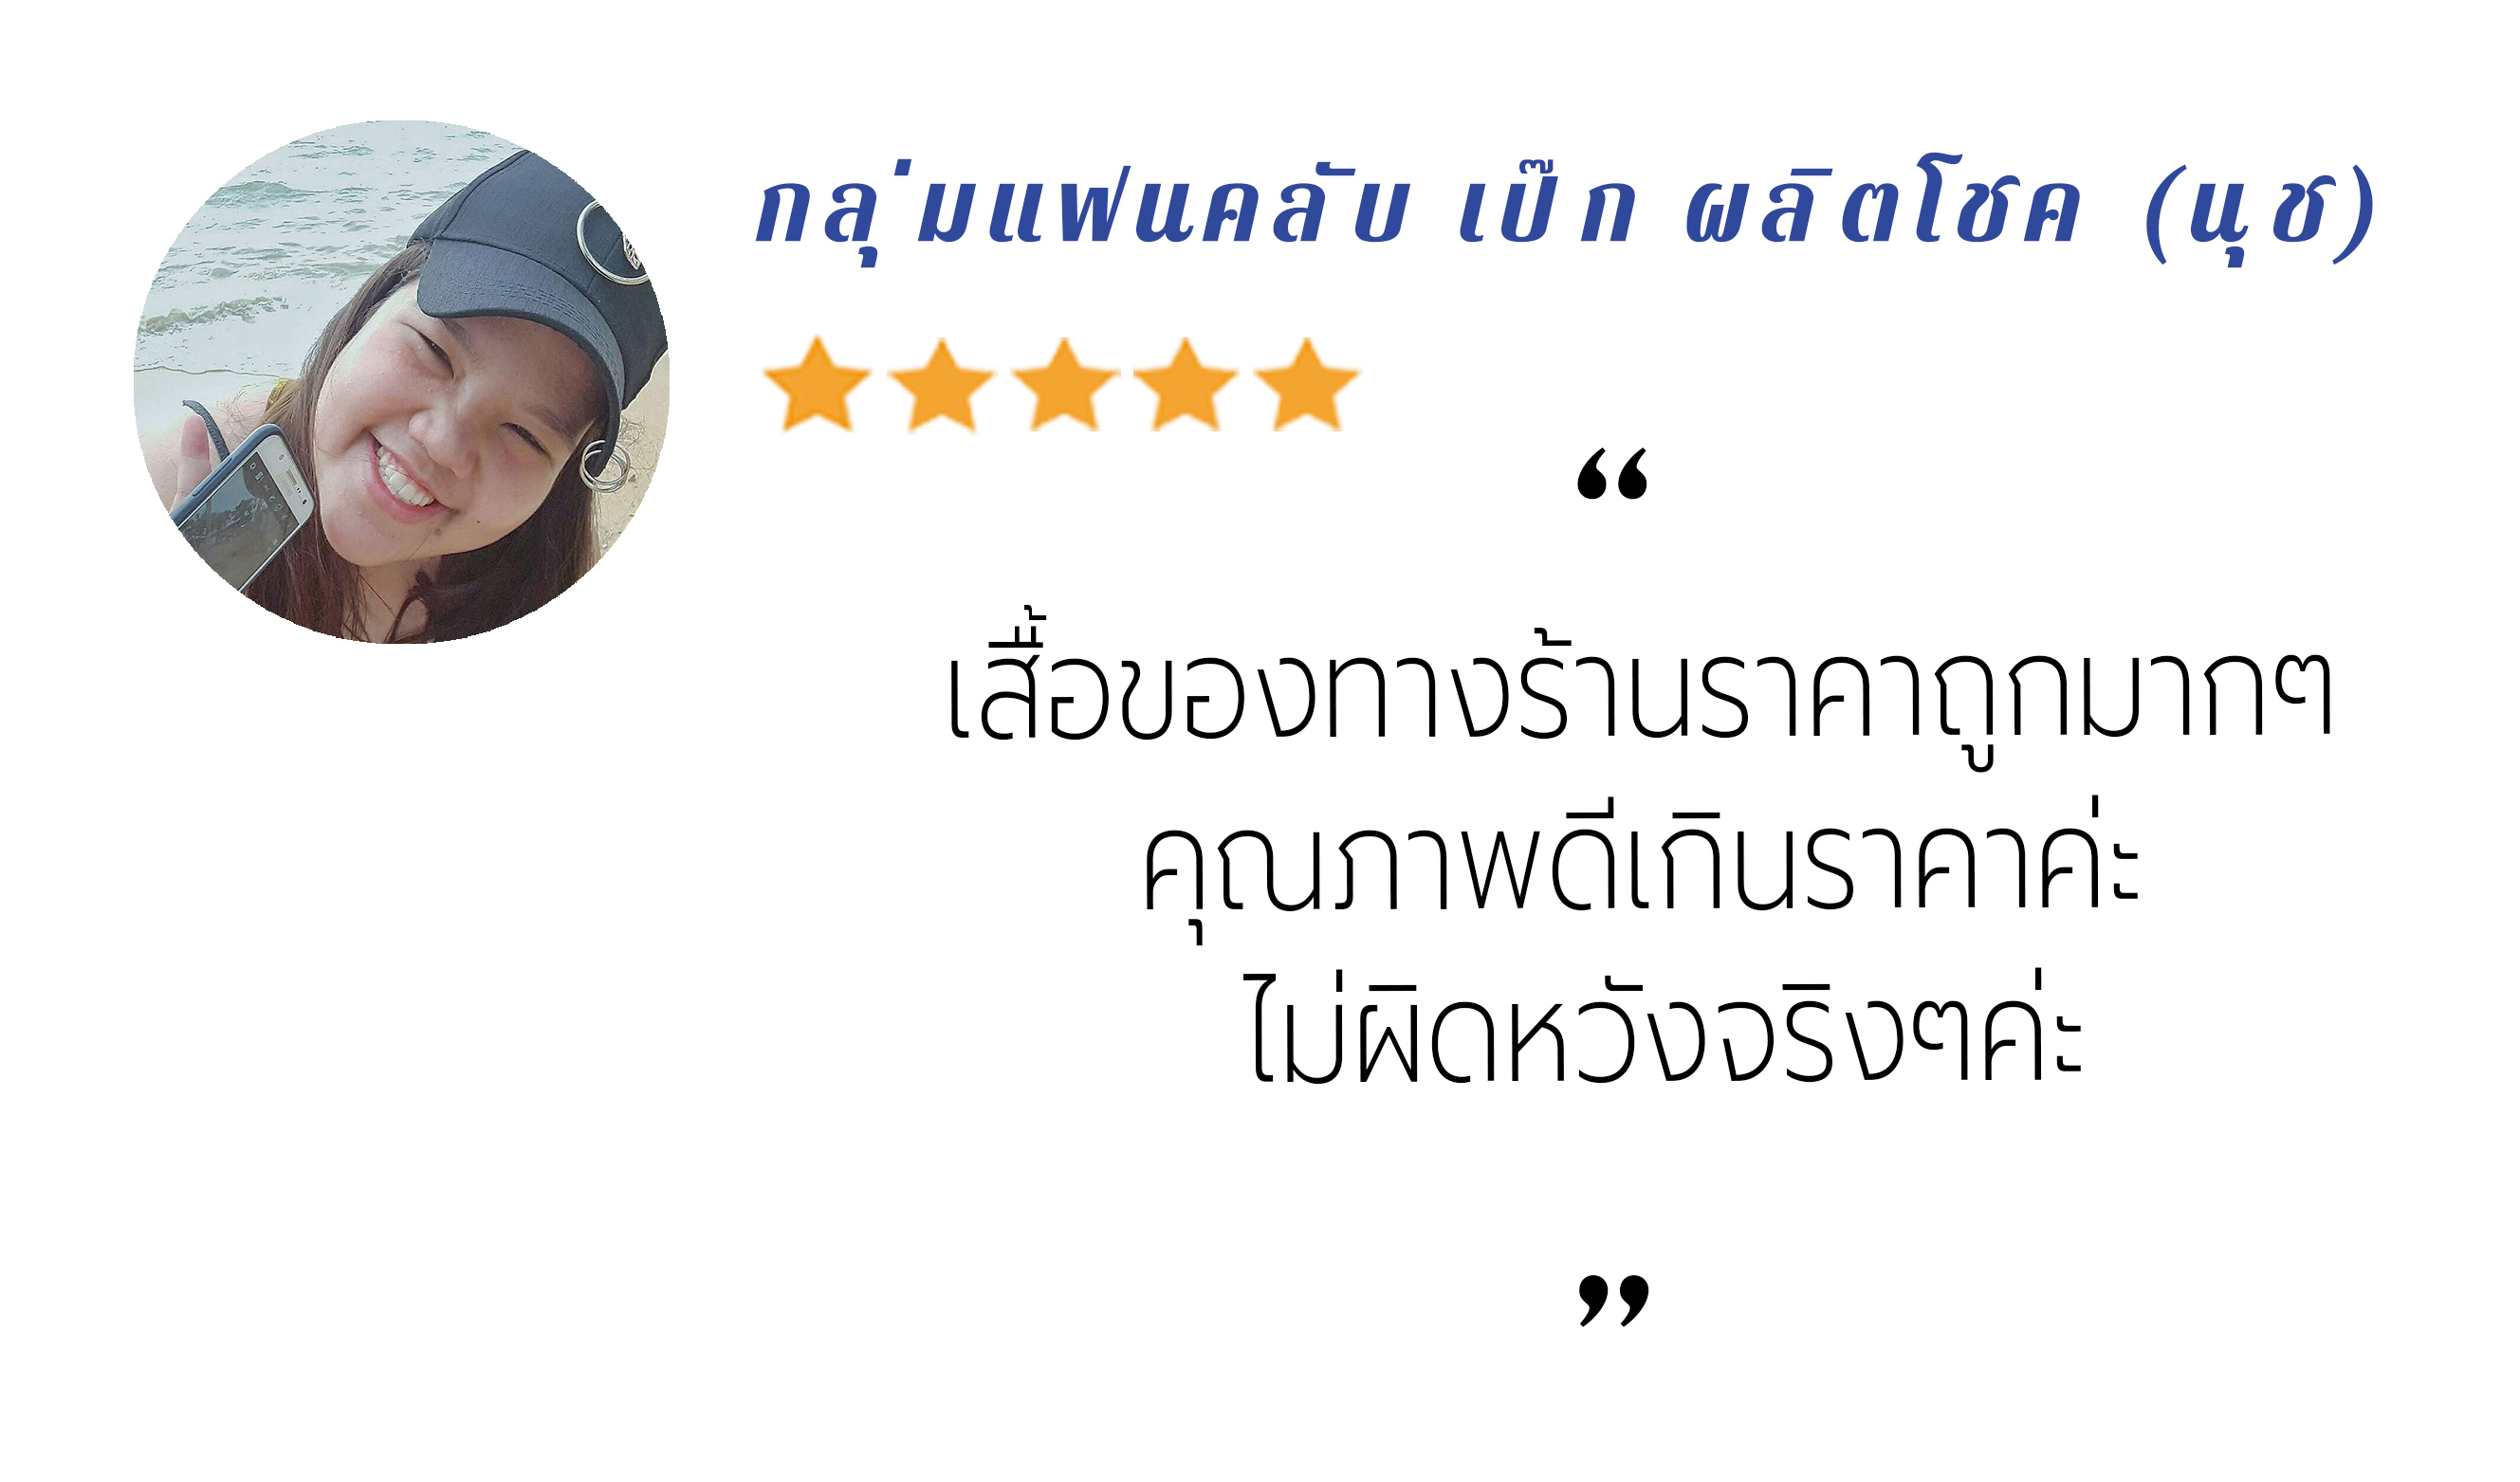 กลุ่มแฟนคลับ เป๊ก ผลิตโชค (นุช)
“
เสื้อของทางร้านราคาถูกมากๆ
คุณภาพดีเกินราคาค่ะ
ไม่ผิดหวังจริงๆค่ะ
”